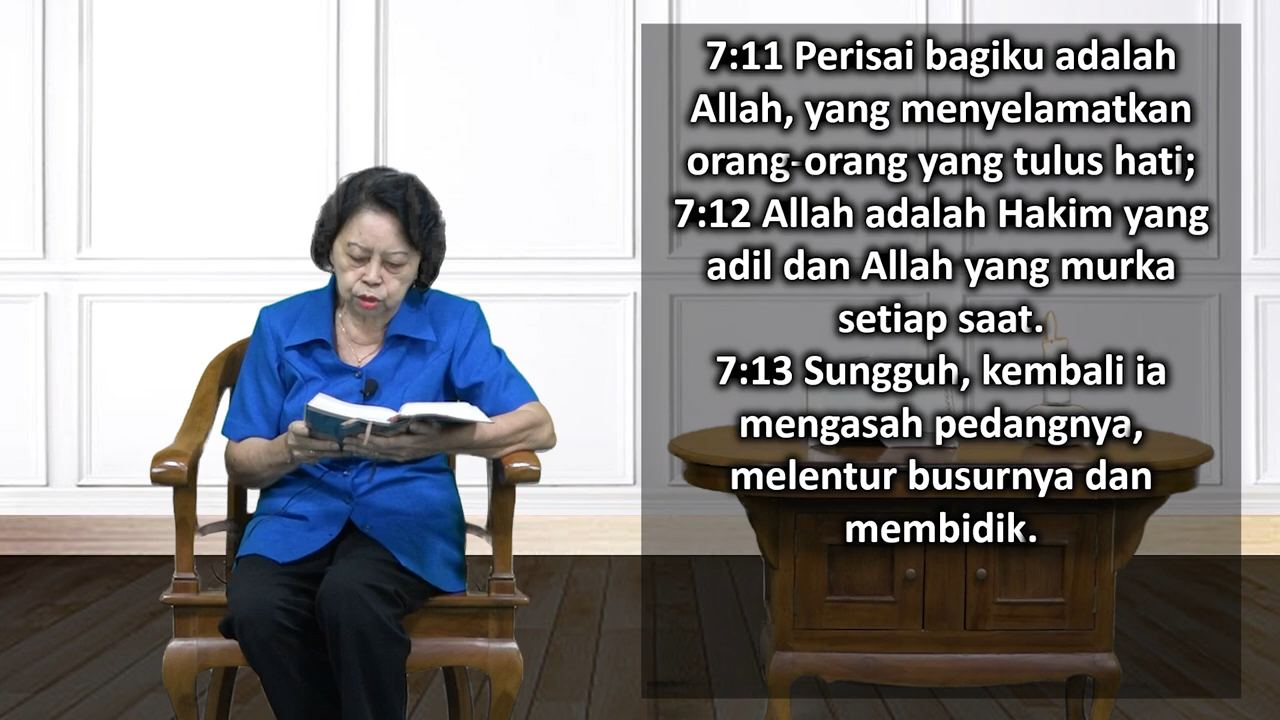 7:11 Perisai bagiku adalah
Allah, yang menyelamatkan
orang-orang yang tulus hati;
7:12 Allah adalah Hakim yang
adil dan Allah yang murka
setiap saat.
7:13 Sungguh, kembali ia
mengasah pedangnya,
melentur busurnya dan
membidik.